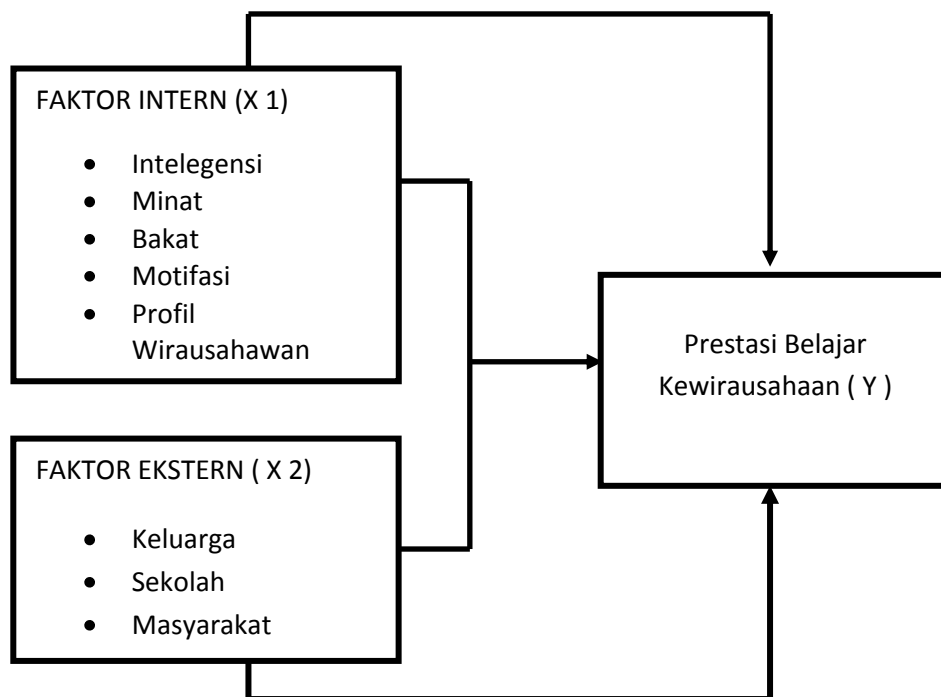 FAKTOR INTERN (X 1)
• Intelegensi
• Minat
• Bakat
• Motifasi
• Profil
Wirausahawan
Prestasi Belajar
Kewirausahaan ( Y )
FAKTOR EKSTERN ( X 2)
• Keluarga
• Sekolah
• Masyarakat